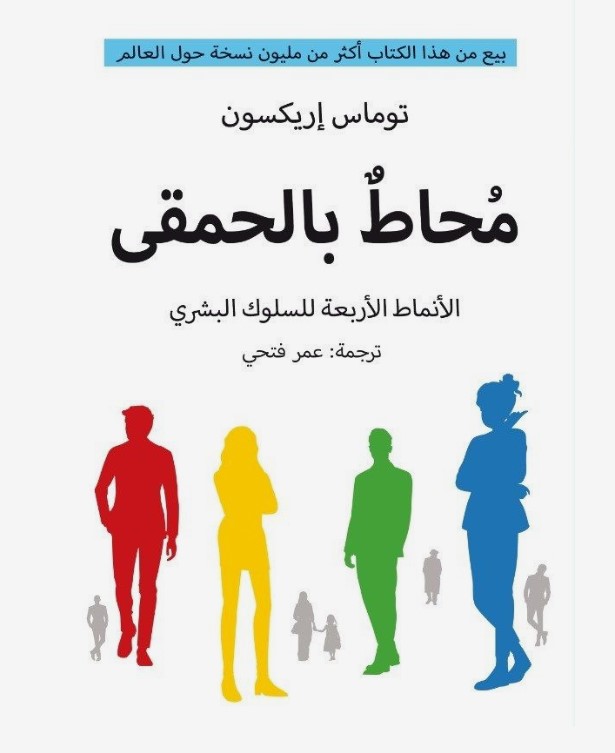 بيع من هذا الكتاب أكثر من مليون نسخة حول العالم
توماس إريكسون
مُحاطٌ بالحمقى
الأنماط الأربعة للسلوك البشري
ترجمة: عمر فتحي